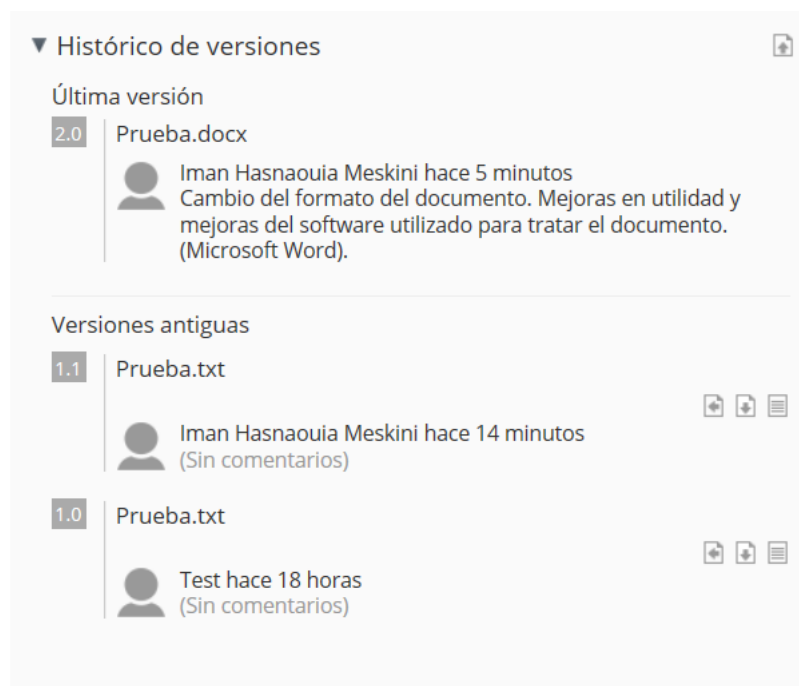 Histórico de versiones
Última versión
2.0 Prueba.docx
Iman Hasnaouia Meskini hace 5 minutos
Cambio del formato del documento. Mejoras en utilidad y
mejoras del software utilizado para tratar el documento.
(Microsoft Word).
Versiones antiguas
1.1 Prueba.txt
Iman Hasnaouia Meskini hace 14 minutos
(Sin comentarios)
1.0 Prueba.txt
Test hace 18 horas
(Sin comentarios)